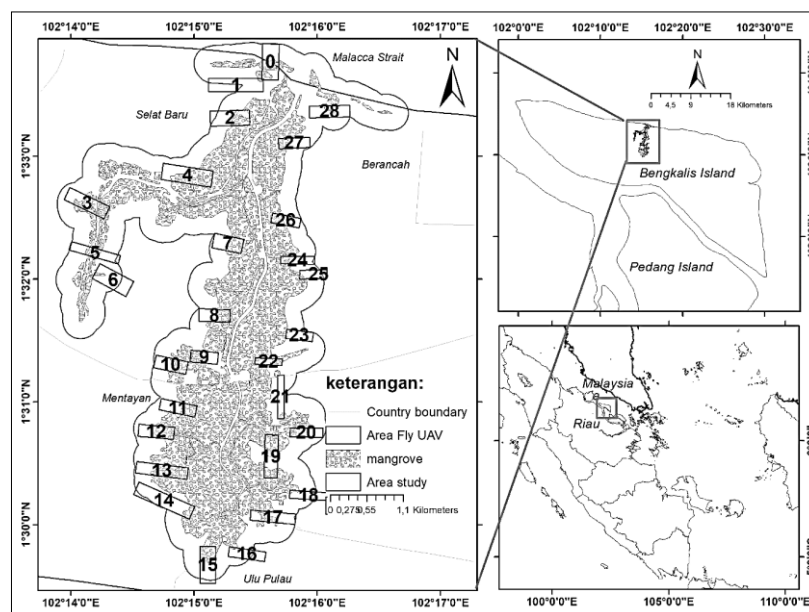 102°14'0"E 102°15'0"E 102°16'0"E 102°17'0"E
102°0'0"E 102°10'0"E 102°20'0"E 102°30'0"E
Malacca Strait
N
N
0
1
Selat Baru
2
28
0 4,5 9 18 Kilometers
27
1°33'0"N
Berancah
4
Bengkalis Island
3
26
7
24
5
25
Pedang Island
6
1°32'0"N
8
23
9
22
10
keterangan:
Malaysia
21
Mentayan
11
Country boundary
Riau
1°31'0"N
12
20
Area Fly UAV
19
mangrove
13
Area study
18
14
0 0,275 0,55 1,1 Kilometers
17
1°30'0"N
16
15
Ulu Pulau
102°14'0"E 102°15'0"E 102°16'0"E 102°17'0"E
100°0'0"E 105°0'0"E